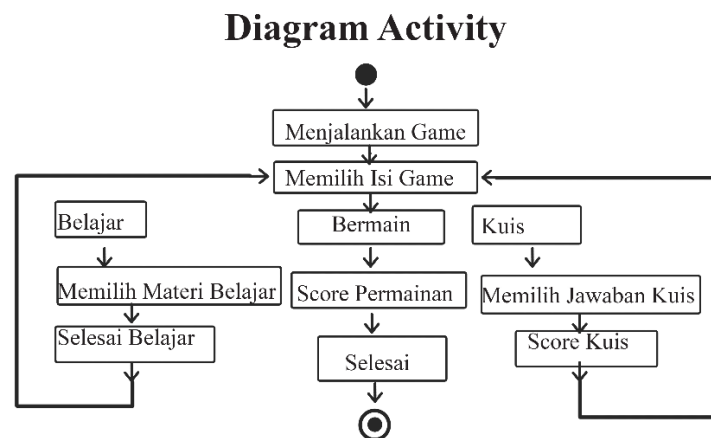 Diagram Activity
Menjalankan Game
Memilih Isi Game
Belajar
Bermain
Kuis
Memilih Materi Belajar
Score Permainan
Memilih Jawaban Kuis
Selesai Belajar
Selesai
Score Kuis